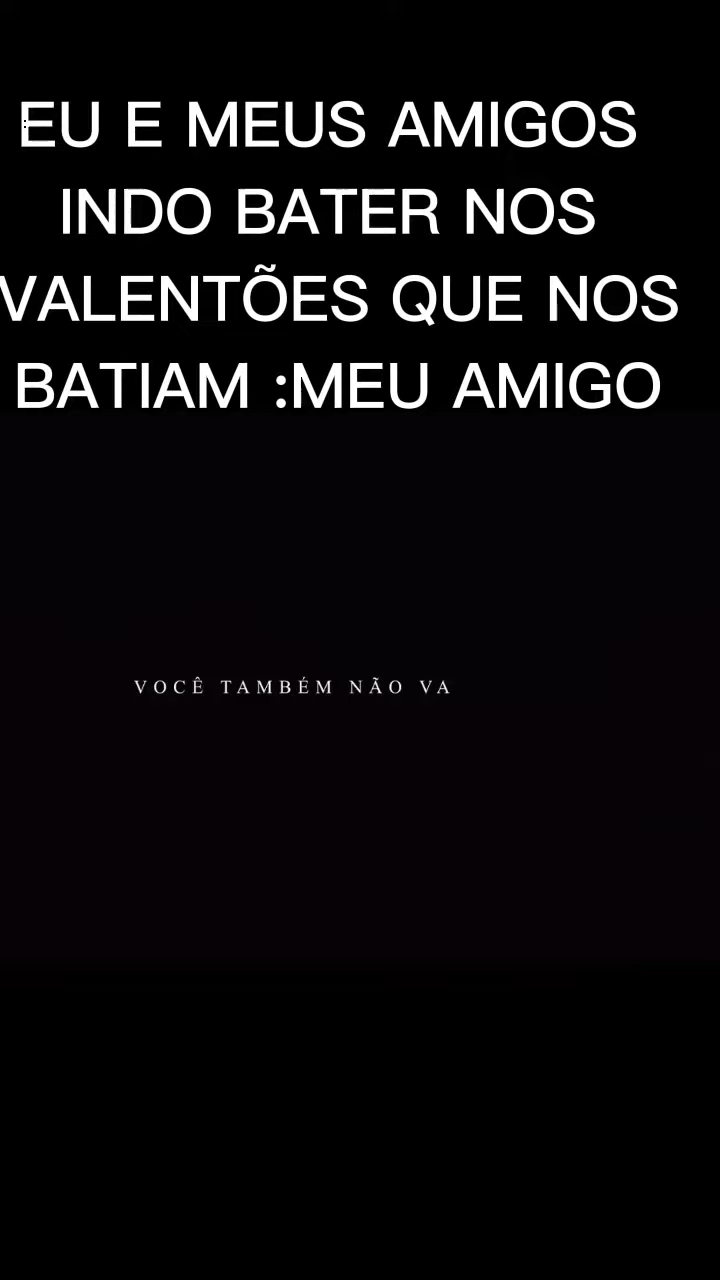 EU E MEUS AMIGOS
INDO BATER NOS
VALENTÕES QUE NOS
BATIAM :MEU AMIGO
VOCÊ TAMBÉM NÃO VA